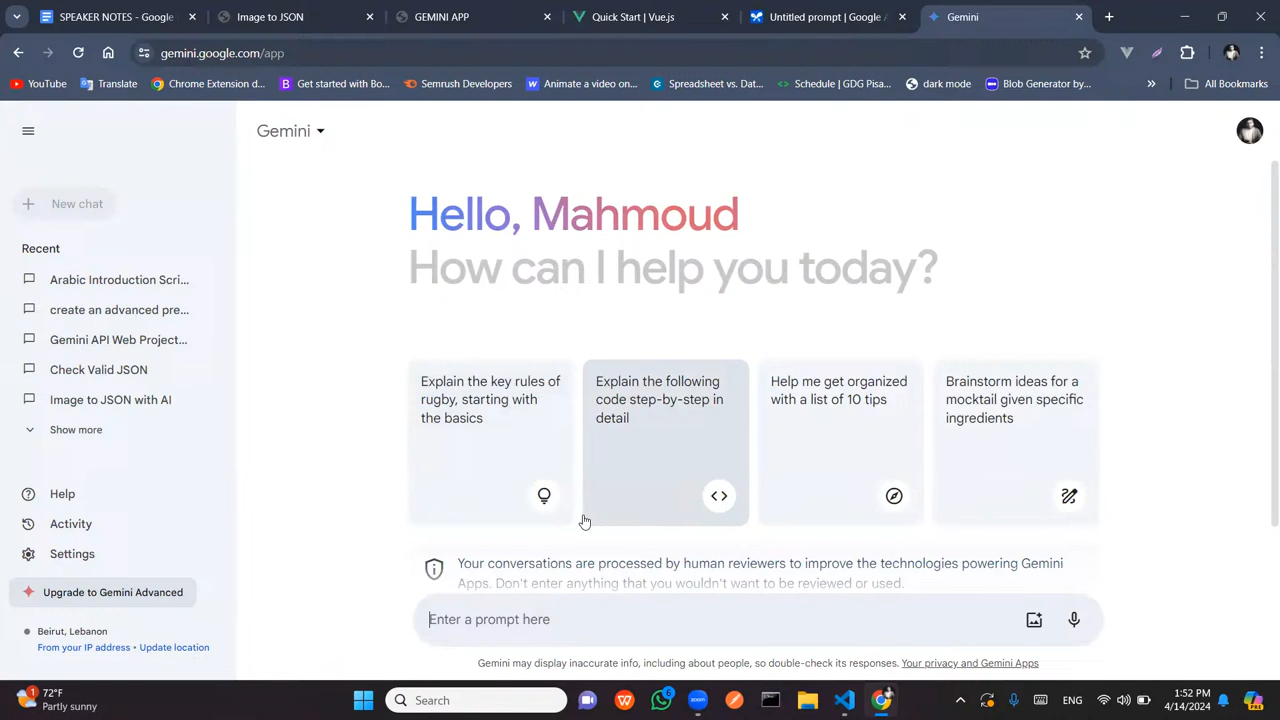 SPEAKER NOTES - Google
Image to JSON
GEMINI APP
Quick Start | Vue.js
Untitled prompt | Google A
Gemini
gemini.google.com/app
YouTube
Translate
Chrome Extension d...
Get started with Bo...
Semrush Developers
Animate a video on...
Spreadsheet vs. Dat...
Schedule | GDG Pisa...
dark mode
Blob Generator by...
All Bookmarks
Gemini
New chat
Recent
Arabic Introduction Scri...
create an advanced pre...
Gemini API Web Project...
Check Valid JSON
Image to JSON with AI
Show more
Help
Activity
Settings
Upgrade to Gemini Advanced
Beirut, Lebanon
From your IP address • Update location
Hello, Mahmoud
How can I help you today?
Explain the key rules of
rugby, starting with
the basics
Explain the following
code step-by-step in
detail
Help me get organized
with a list of 10 tips
Brainstorm ideas for a
mocktail given specific
ingredients
Your conversations are processed by human reviewers to improve the technologies powering Gemini
Apps. Don't enter anything that you wouldn't want to be reviewed or used.
Enter a prompt here
Gemini may display inaccurate info, including about people, so double-check its responses. Your privacy and Gemini Apps
1
72°F
Partly sunny
Search
6
ENG
1:52 PM
4/14/2024